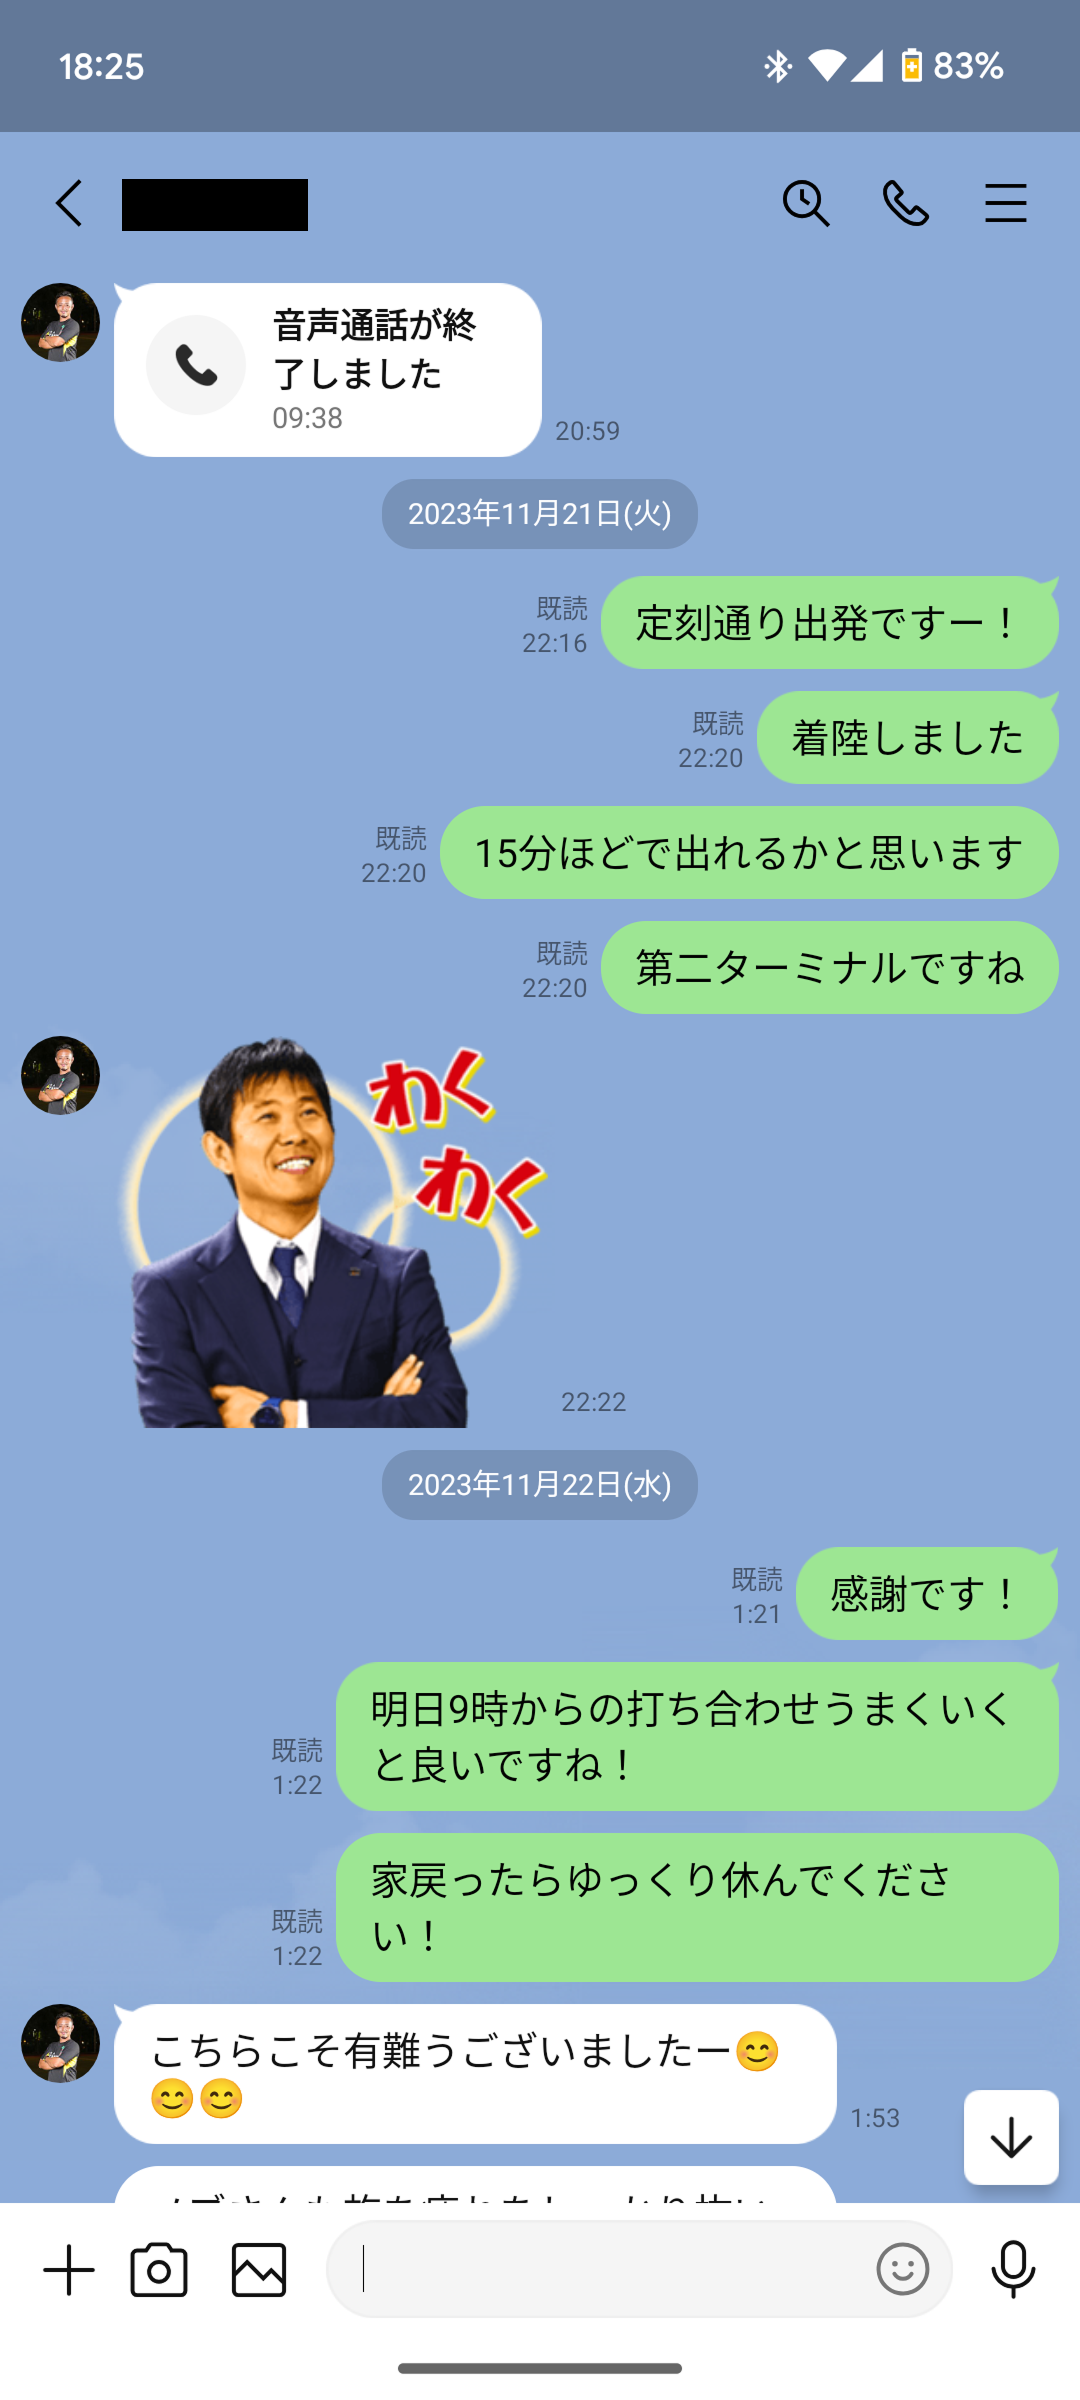 18:25
83%
音声通話が終
了しました
09:38
20:59
2023年11月21日(火)
既読
22:16
定刻通り出発ですー！
既読
22:20
着陸しました
既読
22:20
15分ほどで出れるかと思います
既読
22:20
第二ターミナルですね
わく
わく
22:22
2023年11月22日(水)
既読
1:21
感謝です！
明日9時からの打ち合わせうまくいく
と良いですね！
既読
1:22
家戻ったらゆっくり休んでくださ
い！
既読
1:22
こちらこそ有難うございましたー😊
😊😊
1:53